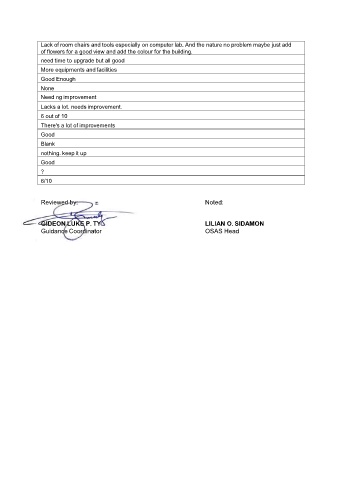 Lack of room chairs and tools especially on computer lab. And the nature no problem maybe just add
of flowers for a good view and add the colour for the building.
need time to upgrade but all good
More equipments and facilities
Good Enough
None
Need ng improvement
Lacks a lot. needs improvement.
6 out of 10
There's a lot of improvements
Good
Blank
nothing. keep it up
Good
?
6/10
Reviewed by: Noted:
GIDEON LUKE P. TY LILIAN O. SIDAMON
Guidance Coordinator OSAS Head